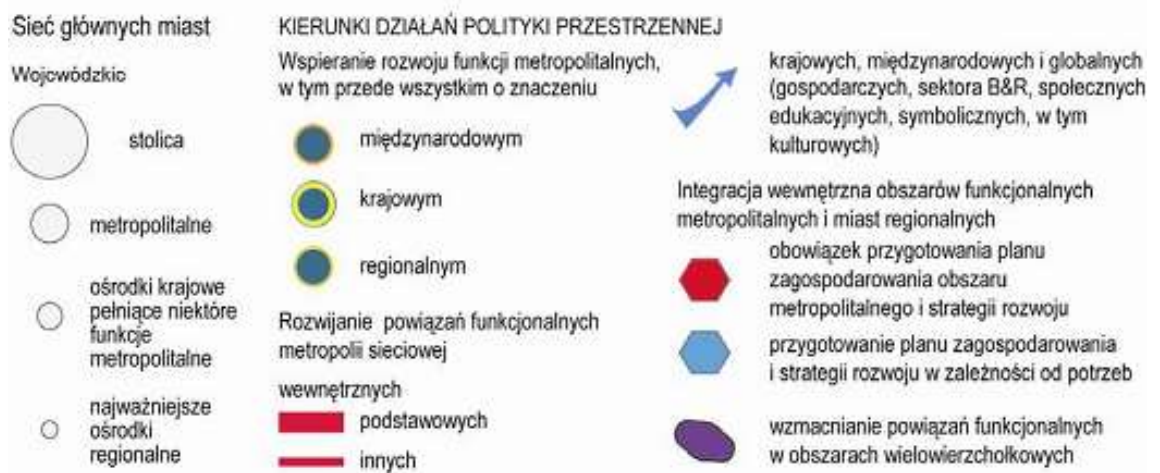 Sieć głównych miast
Wojewódzkie
stolica
metropolitalne
ośrodki krajowe
pełniące niektóre
funkcje
metropolitalne
najważniejsze
ośrodki
regionalne
KIERUNKI DZIAŁAŃ POLITYKI PRZESTRZENNEJ
Wspieranie rozwoju funkcji metropolitalnych,
w tym przede wszystkim o znaczeniu
międzynarodowym
krajowym
regionalnym
Rozwijanie powiązań funkcjonalnych
metropolii sieciowej
wewnętrznych
podstawowych
innych
krajowych, międzynarodowych i globalnych
(gospodarczych, sektora B&R, społecznych
edukacyjnych, symbolicznych, w tym
kulturowych)
Integracja wewnętrzna obszarów funkcjonalnych
metropolitalnych i miast regionalnych
obowiązek przygotowania planu
zagospodarowania obszaru
metropolitalnego i strategii rozwoju
przygotowanie planu zagospodarowania
i strategii rozwoju w zależności od potrzeb
wzmacnianie powiązań funkcjonalnych
w obszarach wielowierzchołkowych